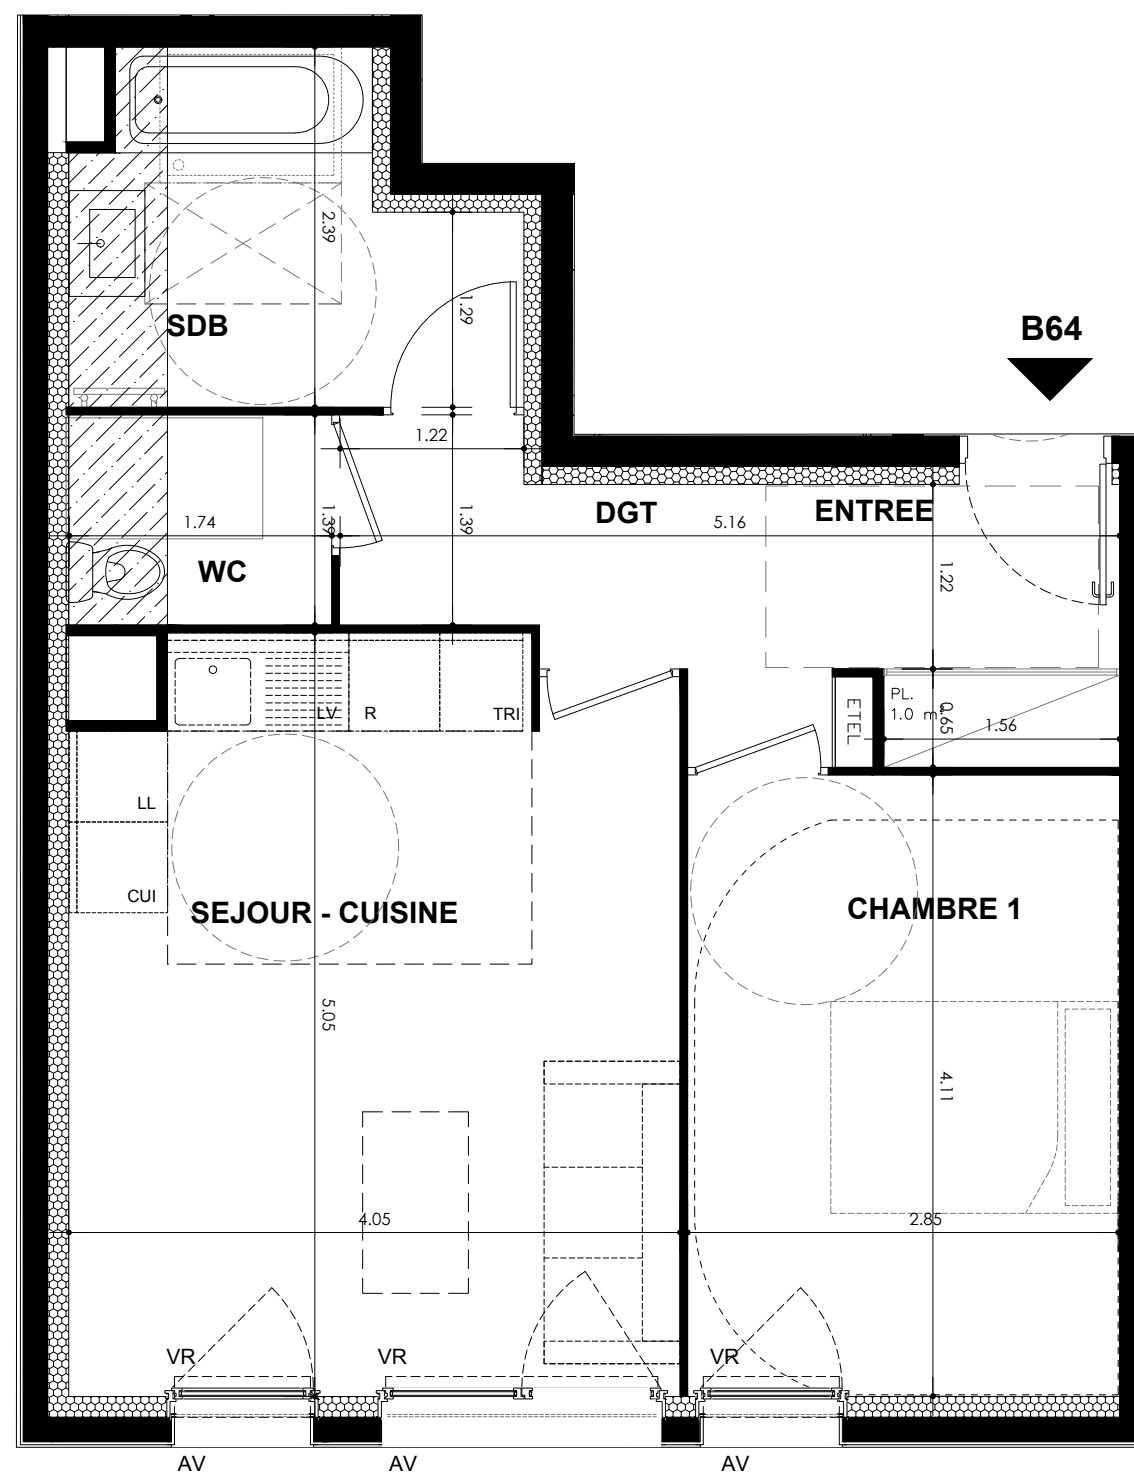 2.39
SDB
1.29
B64
1.22
1.74
1.39
1.39
DGT
5.16
ENTREE
WC
1.22
LV
R
TRI
ETEL
PL.
1.0 m²
0.65
1.56
LL
CUI
SEJOUR - CUISINE
CHAMBRE 1
5.05
4.11
4.05
2.85
VR
VR
VR
AV
AV
AV